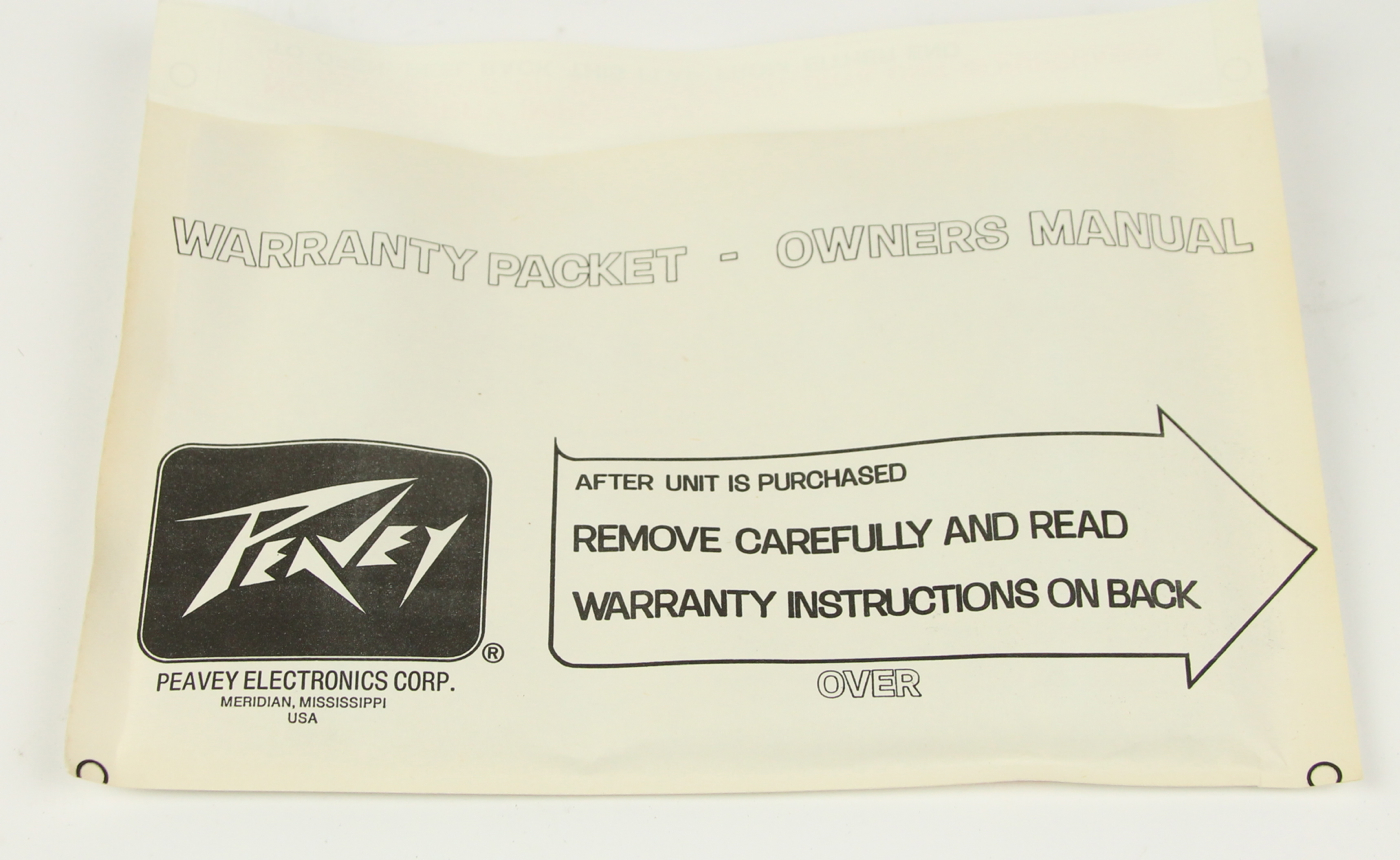 WARRANTY PACKET - OWNERS MANUAL
PEAVEY
®
PEAVEY ELECTRONICS CORP.
MERIDIAN, MISSISSIPPI
USA
AFTER UNIT IS PURCHASED
REMOVE CAREFULLY AND READ
WARRANTY INSTRUCTIONS ON BACK
OVER